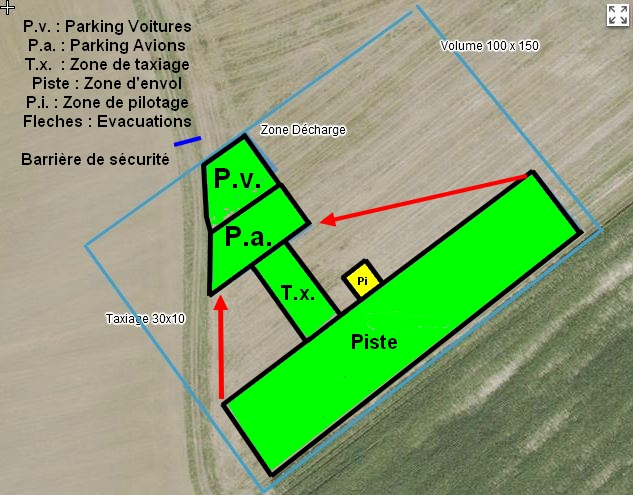 P.v. : Parking Voitures
P.a. : Parking Avions
T.x. : Zone de taxiage
Piste : Zone d'envol
P.i. : Zone de pilotage
Fleches : Evacuations
Barrière de sécurité
Volume 100 x 150
Zone Décharge
P.v.
P.a.
T.x.
Pi
Taxiage 30x10
Piste